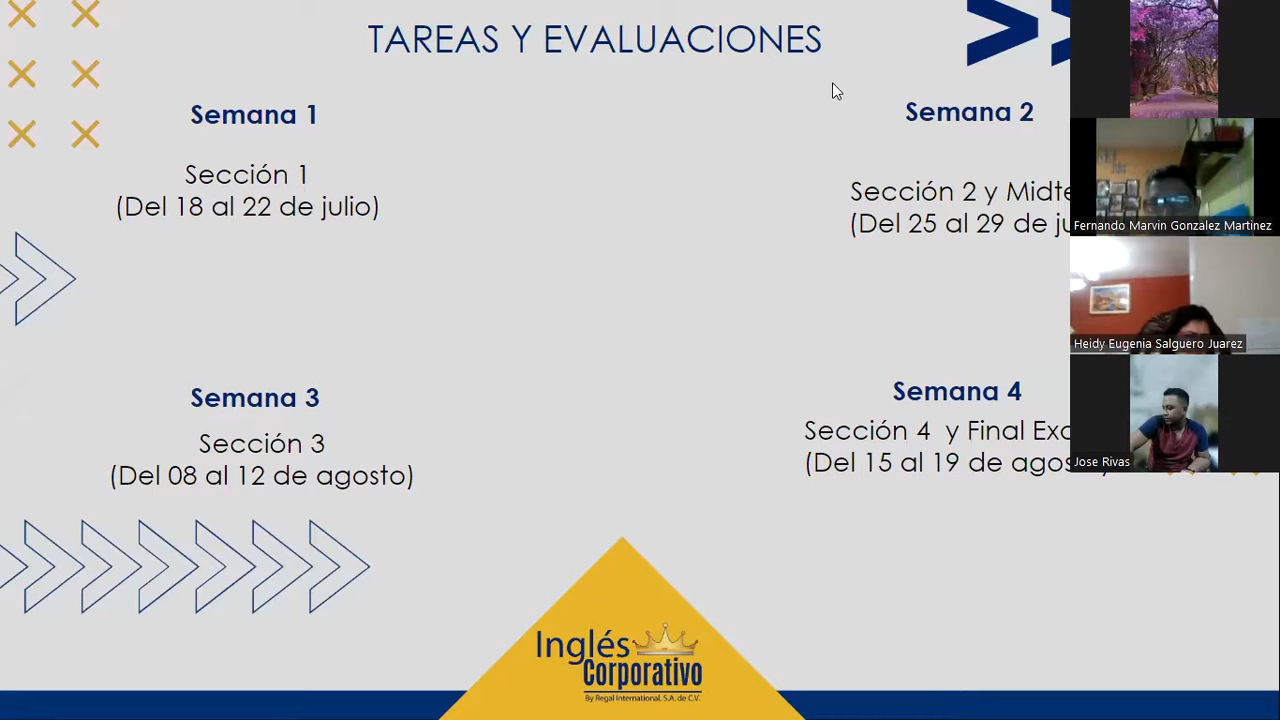 TAREAS Y EVALUACIONES
Semana 1
Sección 1
(Del 18 al 22 de julio)
Semana 2
Sección 2 y
(Del 25 al 29 de
Semana 3
Sección 3
(Del 08 al 12 de agosto)
Semana 4
Sección 4 y Final
(Del 15 al 19 de
Fernando Marvin Gonzalez Martinez
Heidy Eugenia Salguero Juarez
Jose Rivas
Inglés
Corporativo
By Regal International, S.A. de C.V.